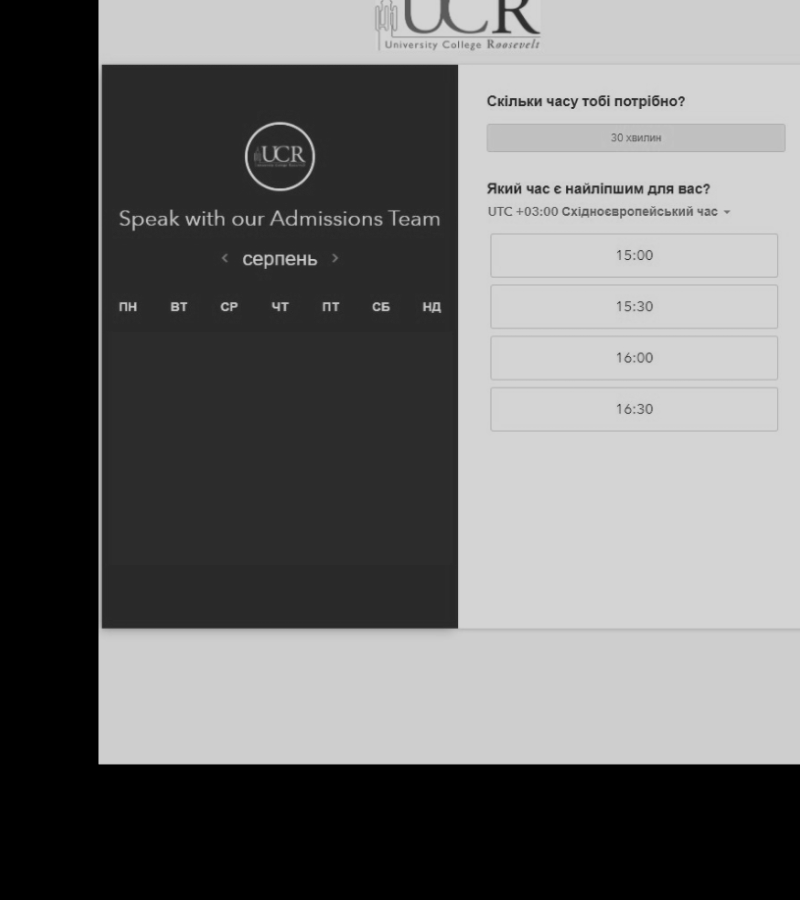 UCR
University College Roosevelt
UCR
Speak with our Admissions Team
серпень
ПН ВТ СР ЧТ ПТ СБ НД
Скільки часу тобі потрібно?
30 хвилин
Який час є найліпшим для вас?
UTC +03:00 Східноєвропейський час
15:00
15:30
16:00
16:30